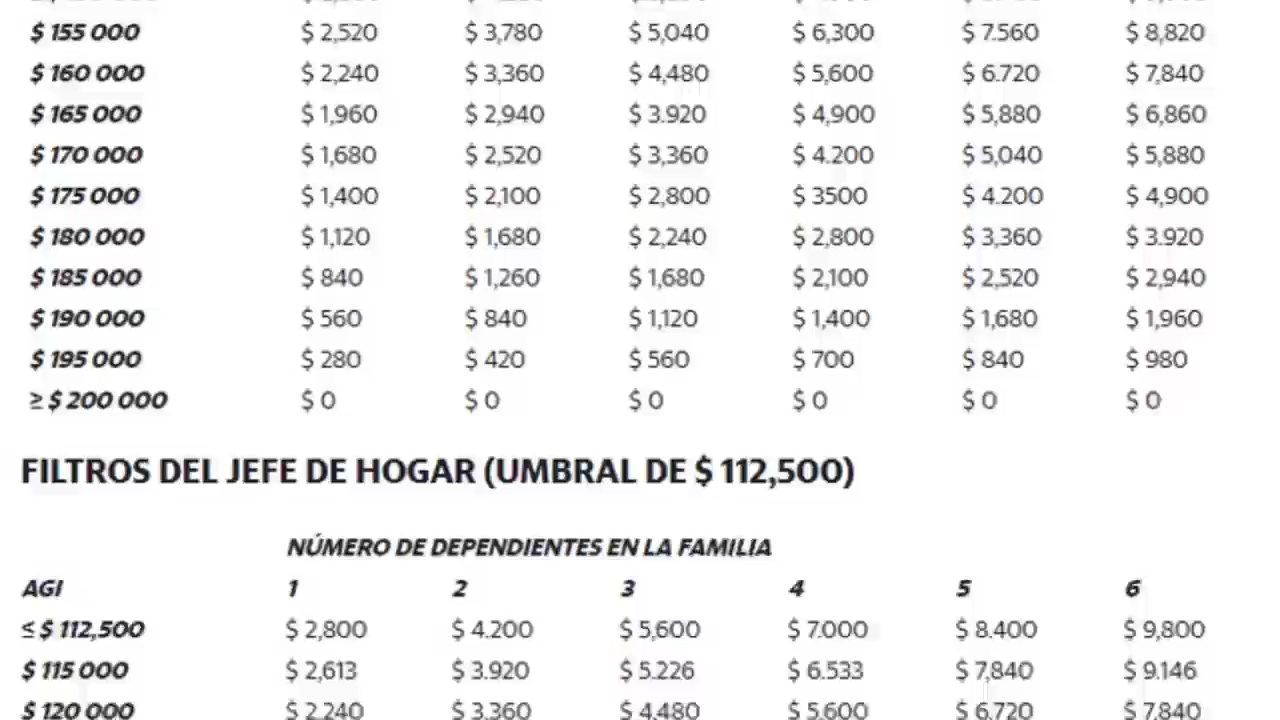 $ 155 000 $ 2,520 $ 3,780 $ 5,040 $ 6,300 $ 7.560 $ 8,820
$ 160 000 $ 2,240 $ 3,360 $ 4,480 $ 5,600 $ 6.720 $ 7,840
$ 165 000 $ 1,960 $ 2,940 $ 3.920 $ 4,900 $ 5,880 $ 6,860
$ 170 000 $ 1,680 $ 2,520 $ 3,360 $ 4.200 $ 5,040 $ 5,880
$ 175 000 $ 1,400 $ 2,100 $ 2,800 $ 3500 $ 4.200 $ 4,900
$ 180 000 $ 1,120 $ 1,680 $ 2,240 $ 2,800 $ 3,360 $ 3.920
$ 185 000 $ 840 $ 1,260 $ 1,680 $ 2,100 $ 2,520 $ 2,940
$ 190 000 $ 560 $ 840 $ 1,120 $ 1,400 $ 1,680 $ 1,960
$ 195 000 $ 280 $ 420 $ 560 $ 700 $ 840 $ 980
≥ $ 200 000 $ 0 $ 0 $ 0 $ 0 $ 0 $ 0
FILTROS DEL JEFE DE HOGAR (UMBRAL DE $ 112,500)
NÚMERO DE DEPENDIENTES EN LA FAMILIA
AGI 1 2 3 4 5 6
≤ $ 112,500 $ 2,800 $ 4.200 $ 5,600 $ 7.000 $ 8.400 $ 9,800
$ 115 000 $ 2,613 $ 3.920 $ 5.226 $ 6.533 $ 7,840 $ 9.146
$ 120 000 $ 2.240 $ 3.360 $ 4,480 $ 5,600 $ 6,720 $ 7,840